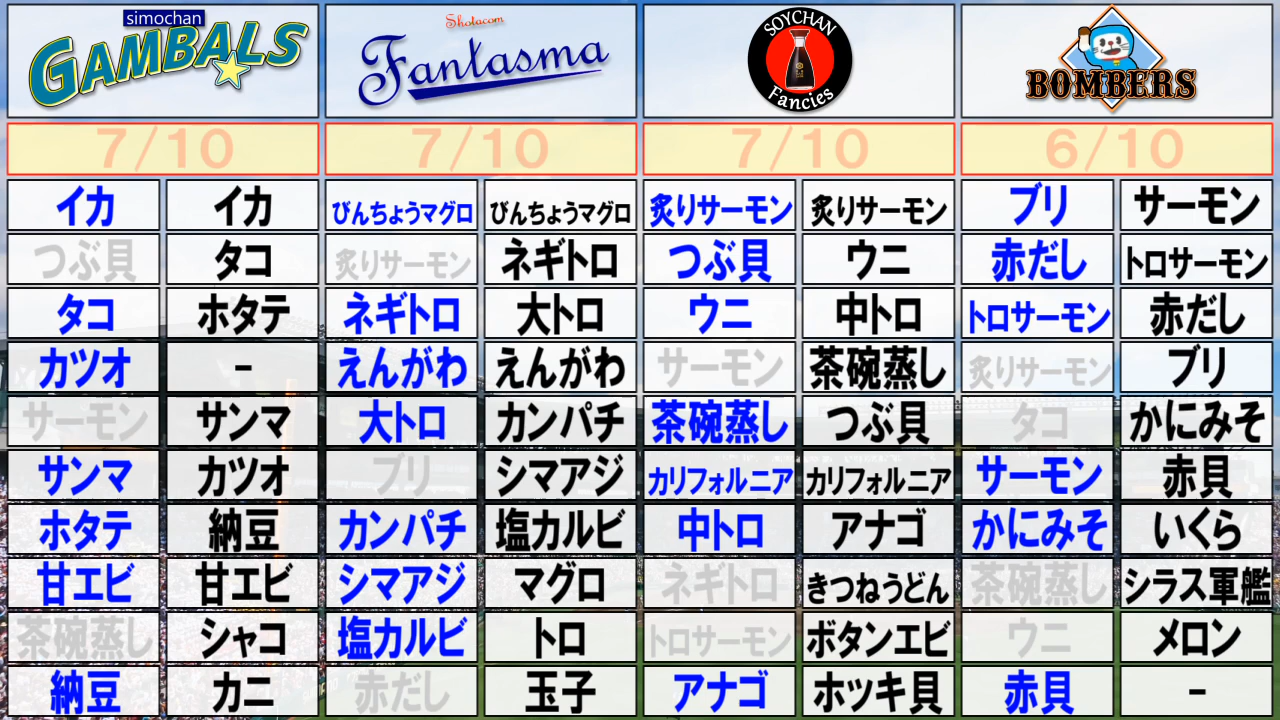 simochan
GAMBALS
Shotacom
Fantasma
SOYCHAN
Fancies
BOMBERS
7/10 7/10 7/10 6/10
イカ イカ びんちょうマグロ びんちょうマグロ 炙りサーモン 炙りサーモン ブリ サーモン
つぶ貝 タコ 炙りサーモン ネギトロ つぶ貝 ウニ 赤だし トロサーモン
タコ ホタテ ネギトロ 大トロ ウニ 中トロ トロサーモン 赤だし
カツオ - えんがわ えんがわ サーモン 茶碗蒸し 炙りサーモン ブリ
サーモン サンマ 大トロ カンパチ 茶碗蒸し つぶ貝 タコ かにみそ
サンマ カツオ ブリ シマアジ カリフォルニア カリフォルニア サーモン 赤貝
ホタテ 納豆 カンパチ 塩カルビ 中トロ アナゴ かにみそ いくら
甘エビ 甘エビ シマアジ マグロ ネギトロ きつねうどん 茶碗蒸し シラス軍艦
茶碗蒸し シャコ 塩カルビ トロ トロサーモン ボタンエビ ウニ メロン
納豆 カニ 赤だし 玉子 アナゴ ホッキ貝 赤貝 -